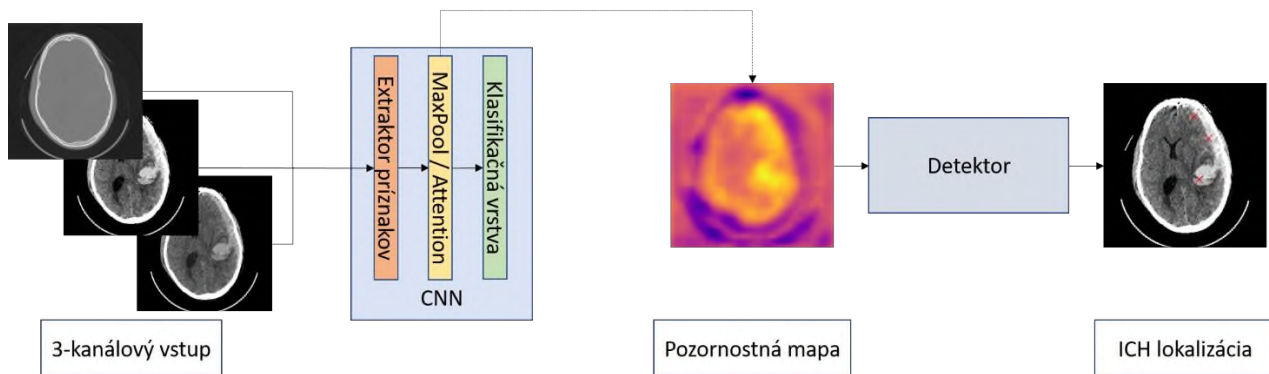 Extraktor príznakov
MaxPool / Attention
Klasifikačná vrstva
CNN
Detektor
3-kanálový vstup
Pozornostná mapa
ICH lokalizácia